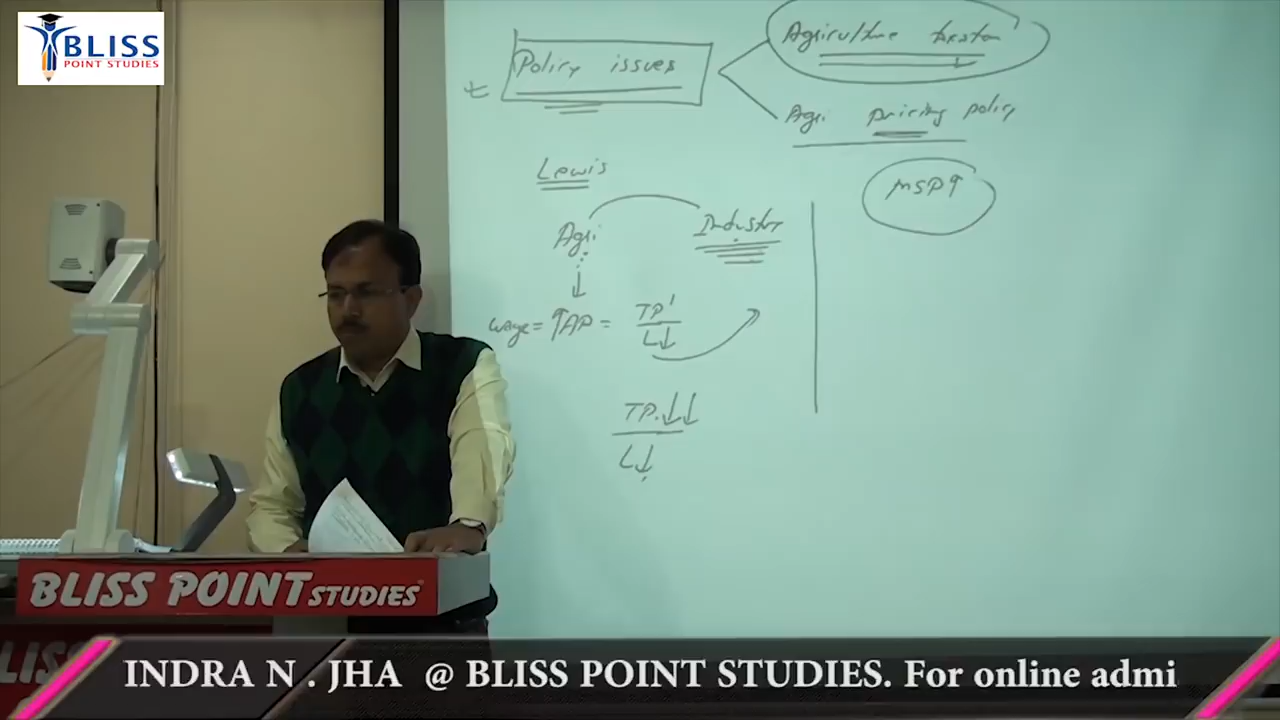 BLISS
POINT STUDIES
Agriculture taxation
Policy issues
Agri pricing policy
Lewis
MSP↑
Agri
Industry
wage = ↑AP = TP'
L↓
TP↓↓
L↓
BLISS POINT STUDIES
INDRA N . JHA @ BLISS POINT STUDIES. For online admi